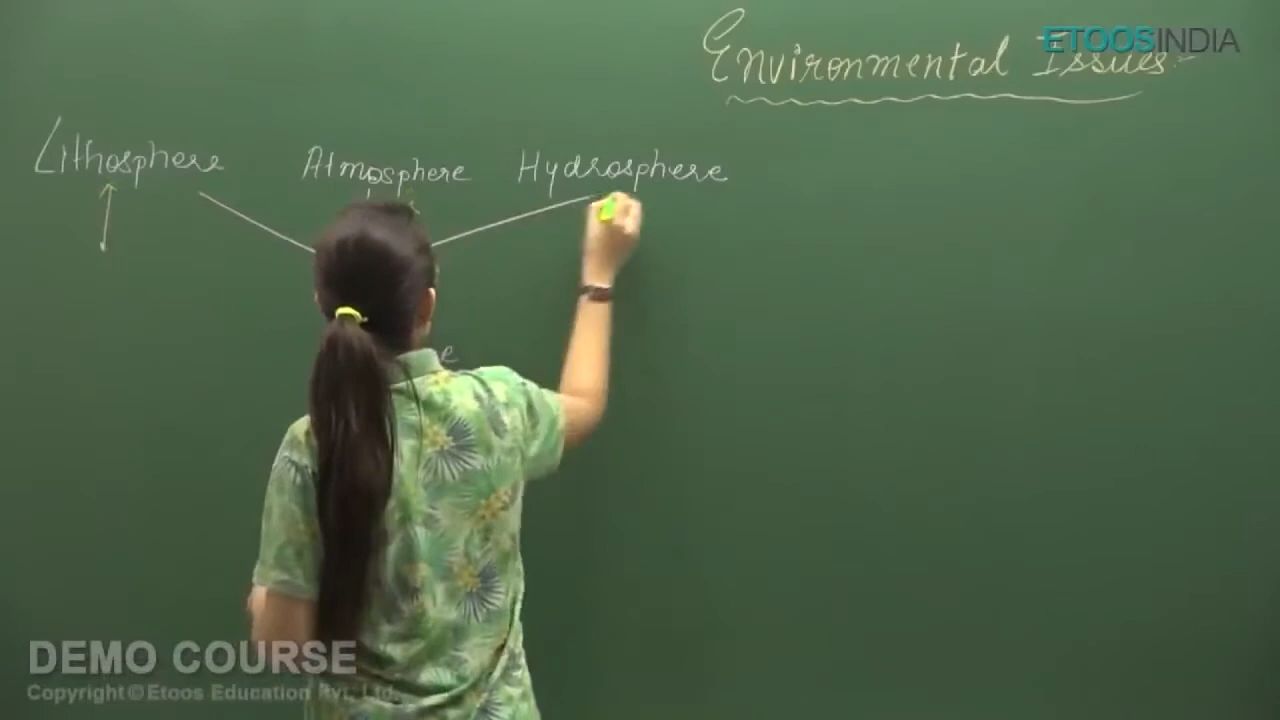 Environmental Issues:-
ETOOSINDIA
Lithosphere Atmosphere Hydrosphere
e
DEMO COURSE
Copyright © Etoos Education Pvt. Ltd.